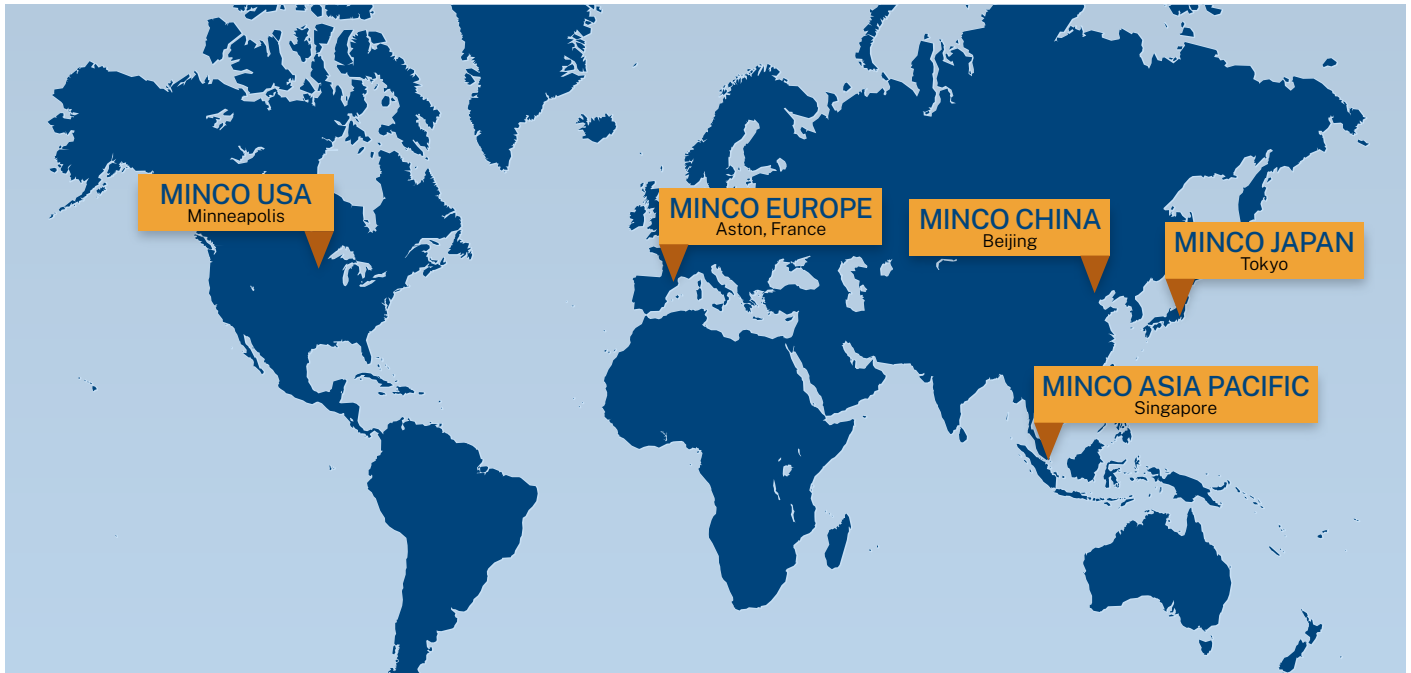 MINCO USA
Minneapolis
MINCO EUROPE
Aston, France
MINCO CHINA
Beijing
MINCO JAPAN
Tokyo
MINCO ASIA PACIFIC
Singapore